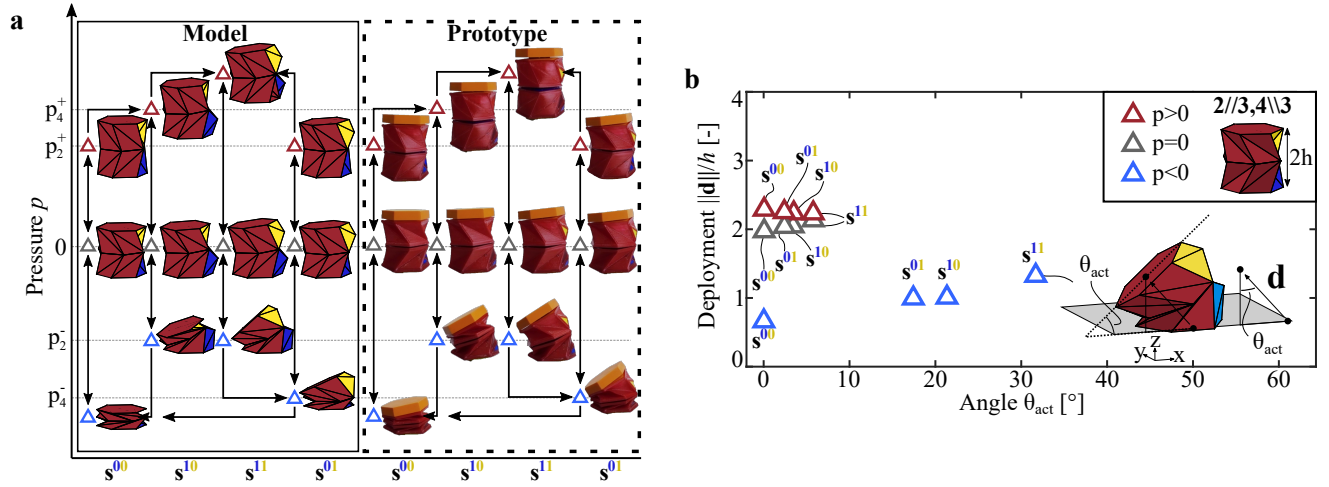 a
Model
Prototype
Pressure p
p₄⁺
p₂⁺
0
p₂⁻
p₄⁻
s⁰⁰ s¹⁰ s¹¹ s⁰¹ s⁰⁰ s¹⁰ s¹¹ s⁰¹
b
Deployment ||d||/h [-]
4
3
2
1
0
p>0
p=0
p<0
2//3,4\\3
2h
s⁰⁰
s⁰¹
s¹⁰
s¹¹
s⁰⁰
s⁰¹
s¹⁰
s⁰¹ s¹⁰ s¹¹
s⁰⁰
θact
θact
d
z
y x
0 10 20 30 40 50 60
Angle θact [°]